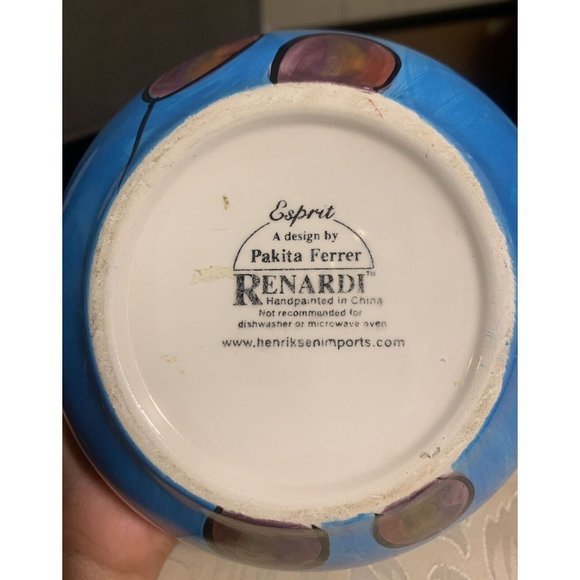 Esprit
A design by
Pakita Ferrer
RENARDI™
Handpainted in China
Not recommended for
dishwasher or microwave oven
www.henriksenimports.com